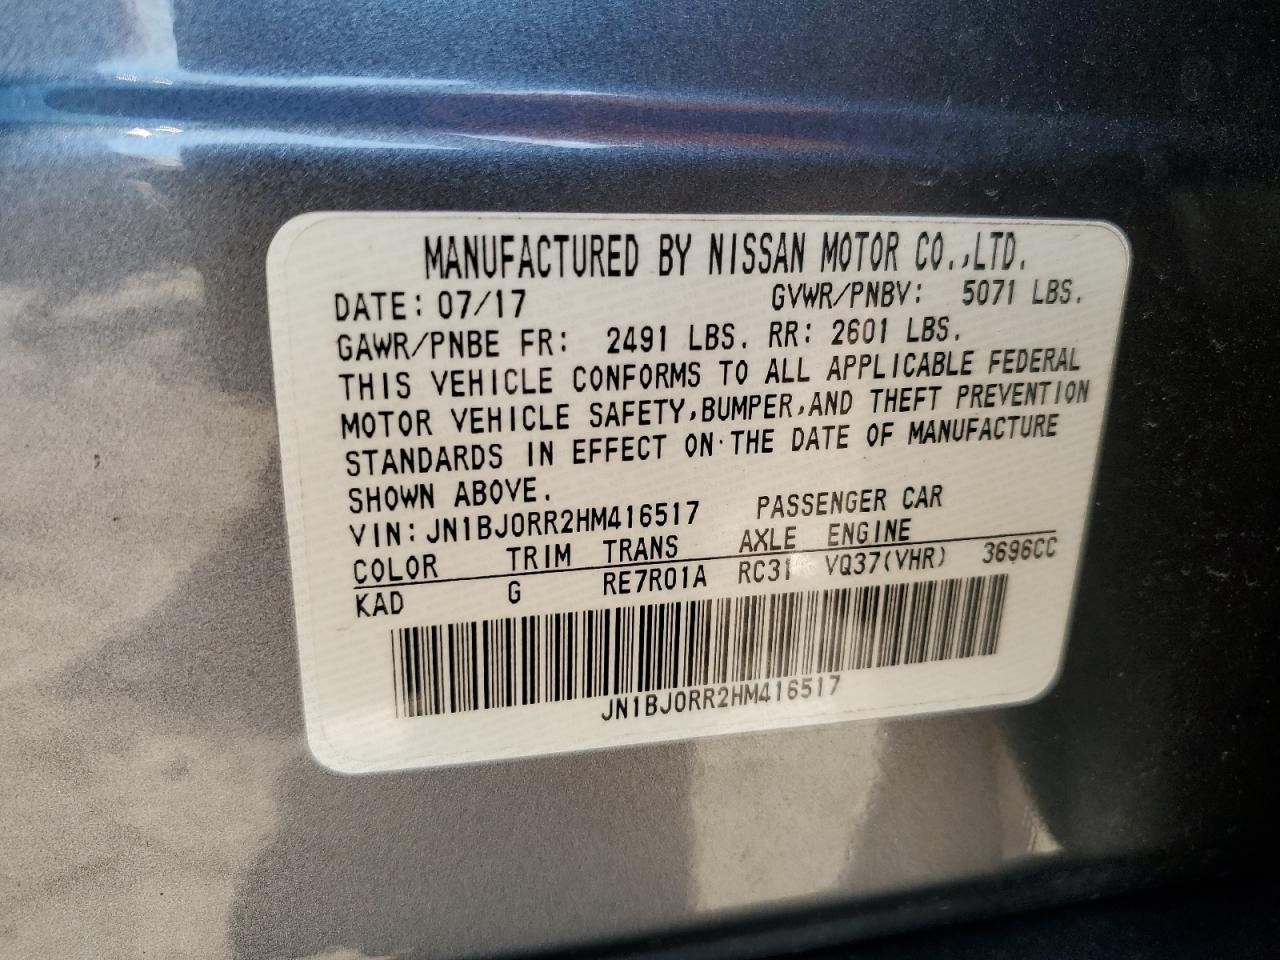 MANUFACTURED BY NISSAN MOTOR CO.,LTD.
DATE: 07/17 GVWR/PNBV: 5071 LBS.
GAWR/PNBE FR: 2491 LBS. RR: 2601 LBS.
THIS VEHICLE CONFORMS TO ALL APPLICABLE FEDERAL
MOTOR VEHICLE SAFETY,BUMPER,AND THEFT PREVENTION
STANDARDS IN EFFECT ON THE DATE OF MANUFACTURE
SHOWN ABOVE.
VIN: JN1BJ0RR2HM416517 PASSENGER CAR
COLOR TRIM TRANS AXLE ENGINE
KAD G RE7R01A RC31 VQ37(VHR) 3696CC
JN1BJ0RR2HM416517